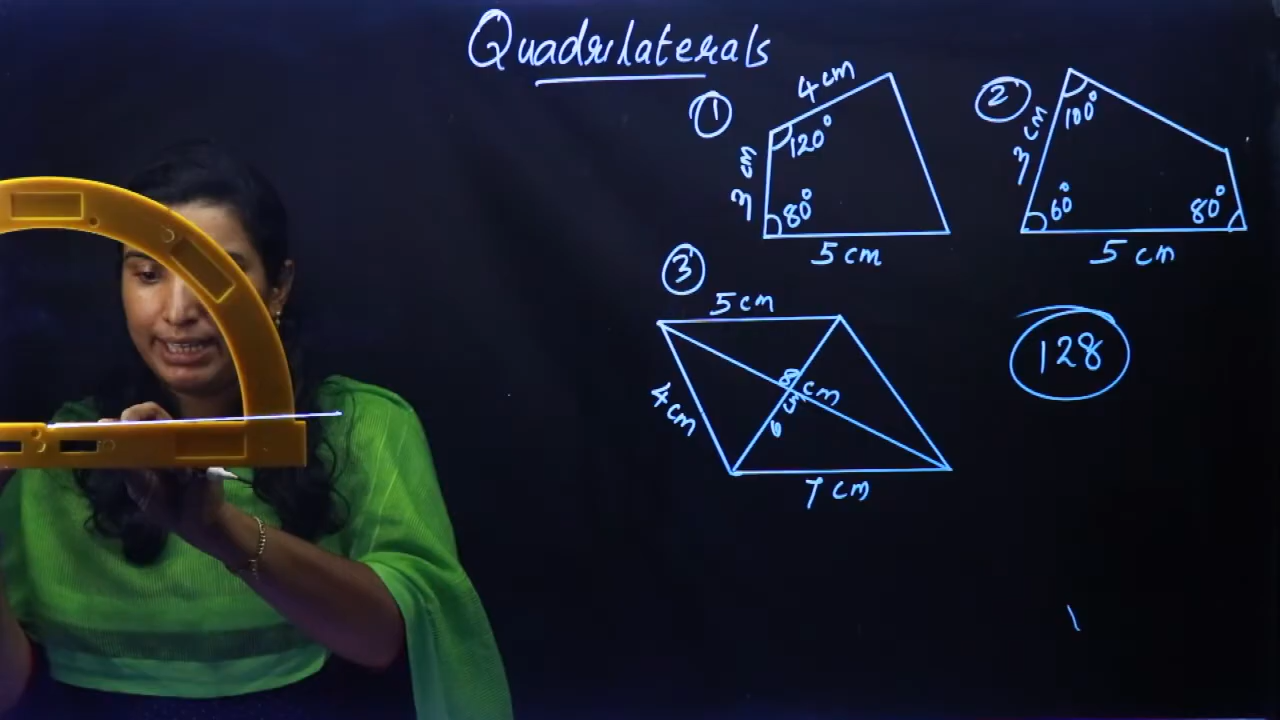 Quadrilaterals
① 4 cm
120°
3 cm
80°
5 cm
② 100°
3 cm
60°
80°
5 cm
③ 5 cm
4 cm
8 cm
6 cm
7 cm
128